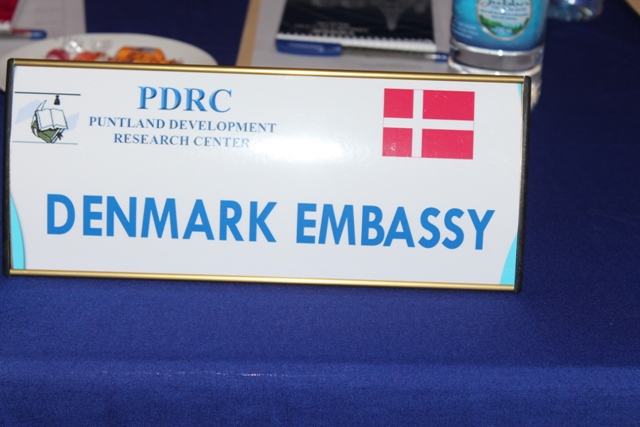 PDRC
PUNTLAND DEVELOPMENT
RESEARCH CENTER
DENMARK EMBASSY